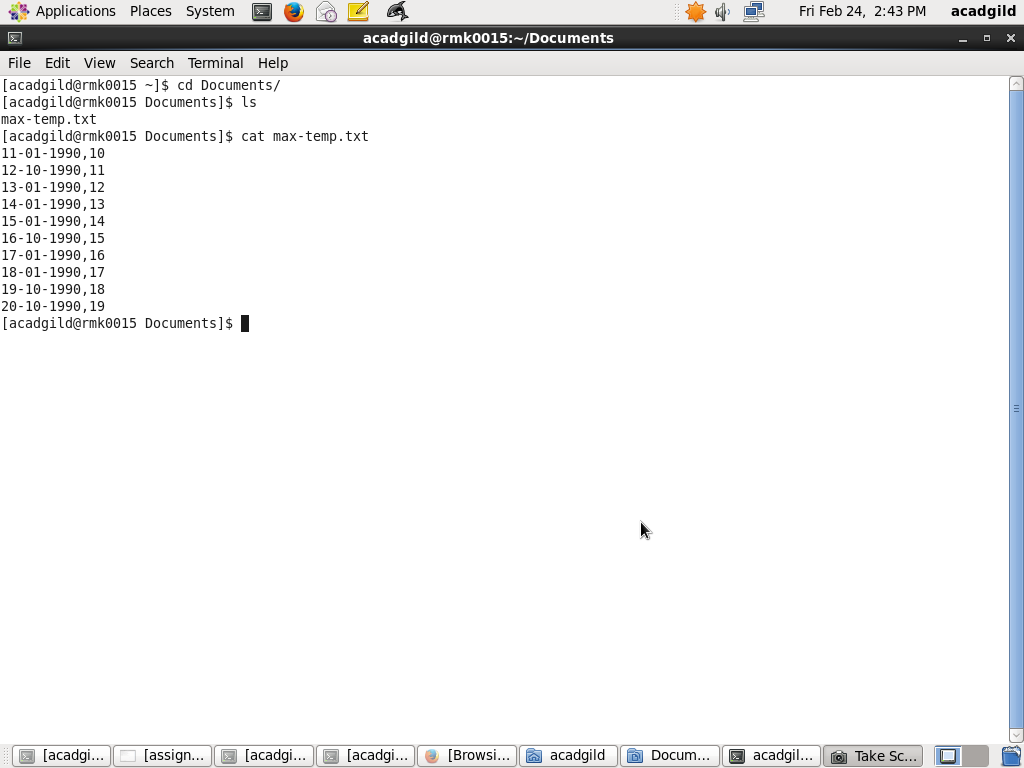 Applications Places System Fri Feb 24, 2:43 PM acadgild
acadgild@rmk0015:~/Documents
File Edit View Search Terminal Help
[acadgild@rmk0015 ~]$ cd Documents/
[acadgild@rmk0015 Documents]$ ls
max-temp.txt
[acadgild@rmk0015 Documents]$ cat max-temp.txt
11-01-1990,10
12-10-1990,11
13-01-1990,12
14-01-1990,13
15-01-1990,14
16-10-1990,15
17-01-1990,16
18-01-1990,17
19-10-1990,18
20-10-1990,19
[acadgild@rmk0015 Documents]$
[acadgi... [assign... [acadgi... [acadgi... [Browsi... acadgild Docum... acadgil... Take Sc...